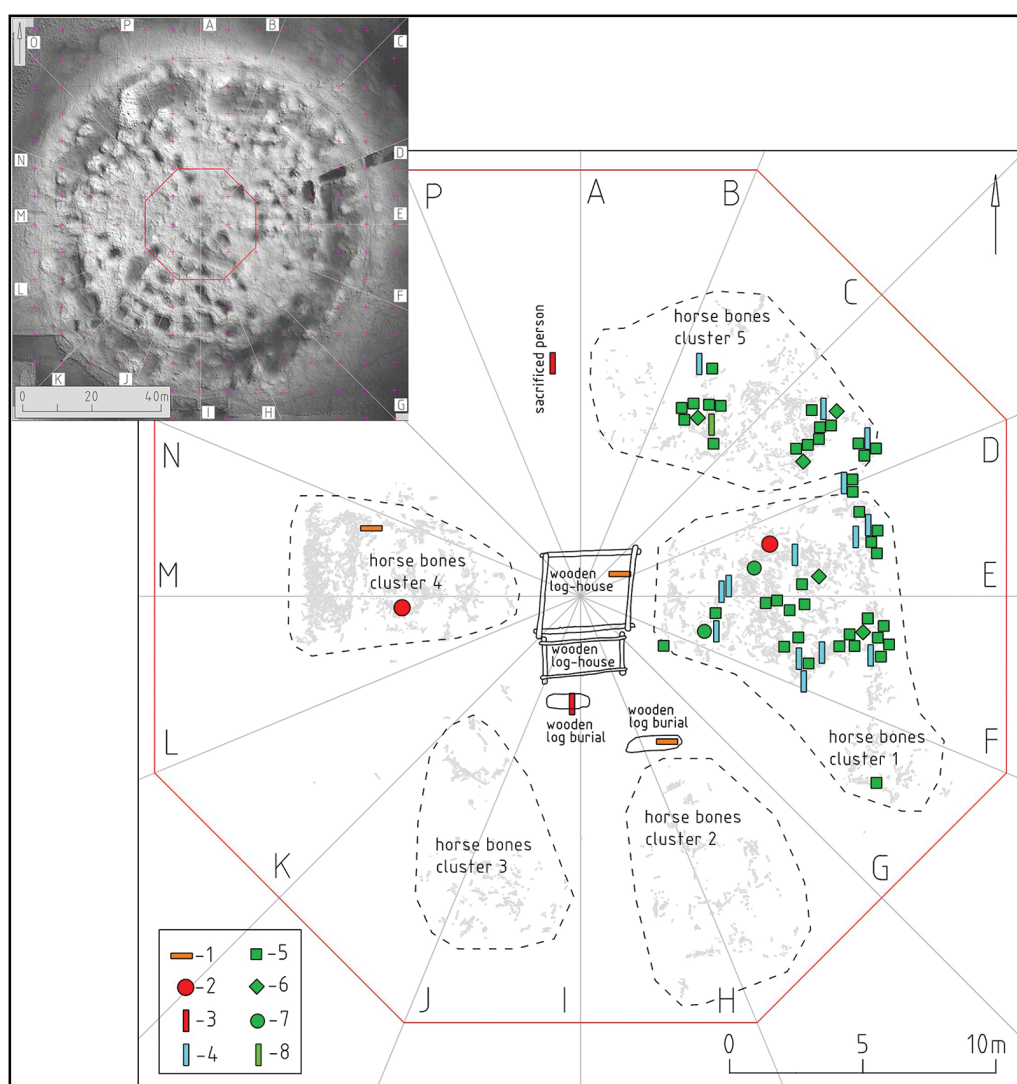 P
A
B
O
C
N
D
M
E
L
F
K
J
I
H
G
0
20
40m
P
A
B
C
D
E
F
G
H
I
J
K
L
M
N
sacrificed person
horse bones
cluster 5
horse bones
cluster 4
wooden
log-house
wooden
log-house
wooden
log burial
wooden
log burial
horse bones
cluster 1
horse bones
cluster 2
horse bones
cluster 3
-1
-2
-3
-4
-5
-6
-7
-8
0
5
10m